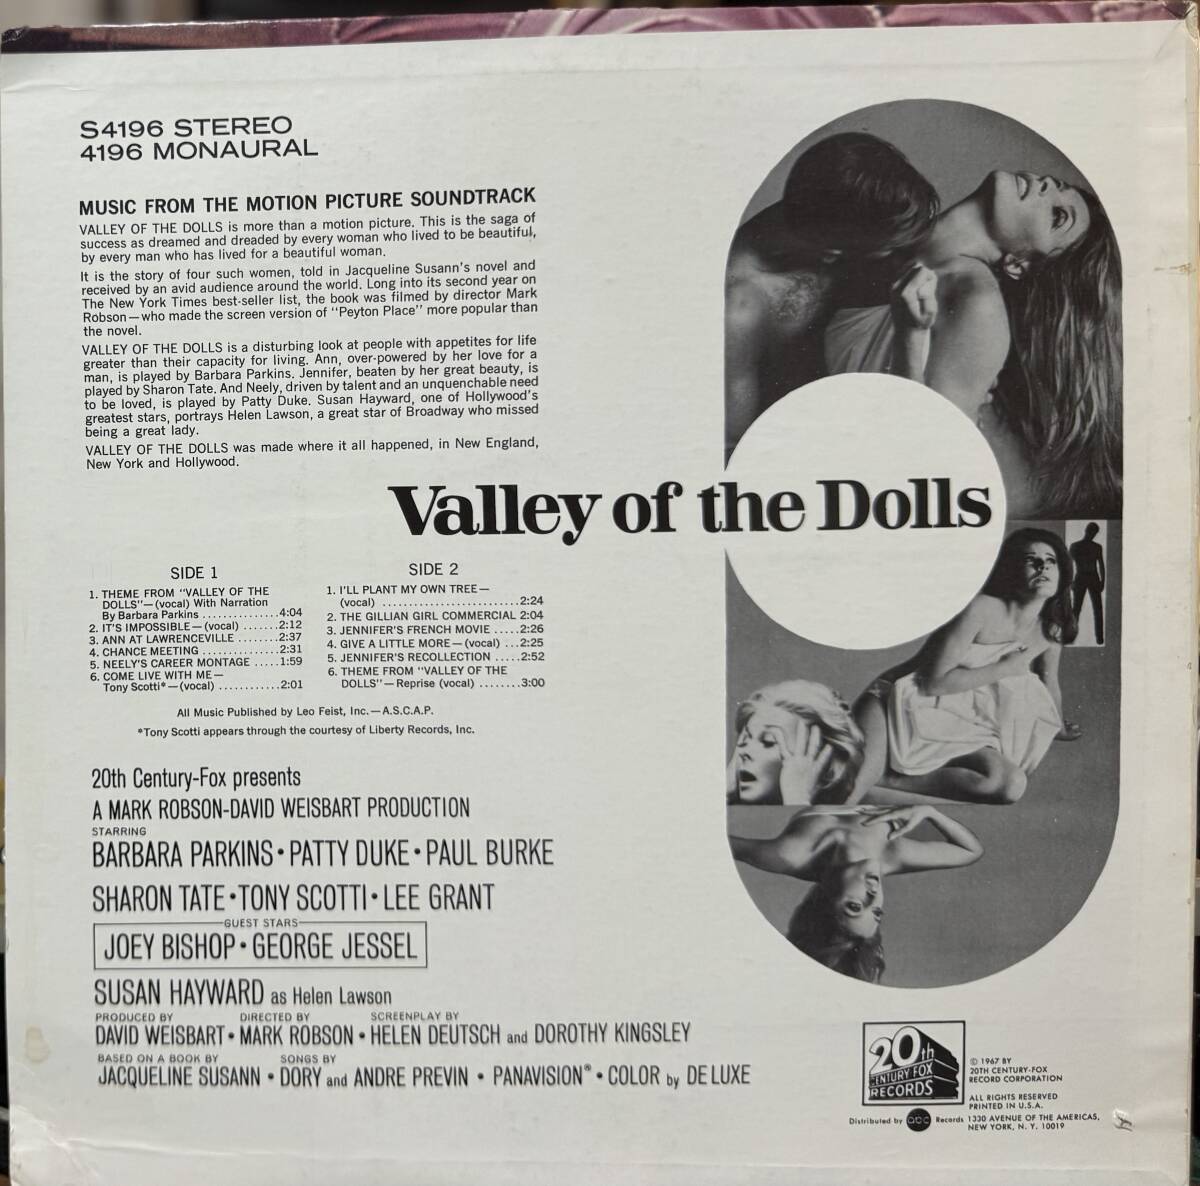 S4196 STEREO
4196 MONAURAL
MUSIC FROM THE MOTION PICTURE SOUNDTRACK
VALLEY OF THE DOLLS is more than a motion picture. This is the saga of
success as dreamed and dreaded by every woman who lived to be beautiful,
by every man who has lived for a beautiful woman.
It is the story of four such women, told in Jacqueline Susann's novel and
received by an avid audience around the world. Long into its second year on
The New York Times best-seller list, the book was filmed by director Mark
Robson—who made the screen version of "Peyton Place" more popular than
the novel.
VALLEY OF THE DOLLS is a disturbing look at people with appetites for life
greater than their capacity for living. Ann, over-powered by her love for a
man, is played by Barbara Parkins. Jennifer, beaten by her great beauty, is
played by Sharon Tate. And Neely, driven by talent and an unquenchable need
to be loved, is played by Patty Duke. Susan Hayward, one of Hollywood's
greatest stars, portrays Helen Lawson, a great star of Broadway who missed
being a great lady.
VALLEY OF THE DOLLS was made where it all happened, in New England,
New York and Hollywood.
Valley of the Dolls
SIDE 1
1. THEME FROM "VALLEY OF THE
DOLLS"—(vocal) With Narration
By Barbara Parkins ..............4:04
2. IT'S IMPOSSIBLE—(vocal) .......2:12
3. ANN AT LAWRENCEVILLE ........2:37
4. CHANCE MEETING ...............2:31
5. NEELY'S CAREER MONTAGE .....1:59
6. COME LIVE WITH ME—
Tony Scotti*—(vocal) ............2:01
SIDE 2
1. I'LL PLANT MY OWN TREE—
(vocal) ..........................2:24
2. THE GILLIAN GIRL COMMERCIAL 2:04
3. JENNIFER'S FRENCH MOVIE .....2:26
4. GIVE A LITTLE MORE—(vocal) ...2:25
5. JENNIFER'S RECOLLECTION .....2:52
6. THEME FROM "VALLEY OF THE
DOLLS"—Reprise (vocal) ........3:00
All Music Published by Leo Feist, Inc.—A.S.C.A.P.
*Tony Scotti appears through the courtesy of Liberty Records, Inc.
20th Century-Fox presents
A MARK ROBSON-DAVID WEISBART PRODUCTION
STARRING
BARBARA PARKINS • PATTY DUKE • PAUL BURKE
SHARON TATE • TONY SCOTTI • LEE GRANT
GUEST STARS
JOEY BISHOP • GEORGE JESSEL
SUSAN HAYWARD as Helen Lawson
PRODUCED BY DIRECTED BY SCREENPLAY BY
DAVID WEISBART • MARK ROBSON • HELEN DEUTSCH and DOROTHY KINGSLEY
BASED ON A BOOK BY SONGS BY
JACQUELINE SUSANN • DORY and ANDRE PREVIN • PANAVISION® • COLOR by DE LUXE
20th
CENTURY FOX
RECORDS
© 1967 BY
20TH CENTURY-FOX
RECORD CORPORATION
ALL RIGHTS RESERVED
PRINTED IN U.S.A.
Distributed by abc Records 1330 AVENUE OF THE AMERICAS,
NEW YORK, N. Y. 10019